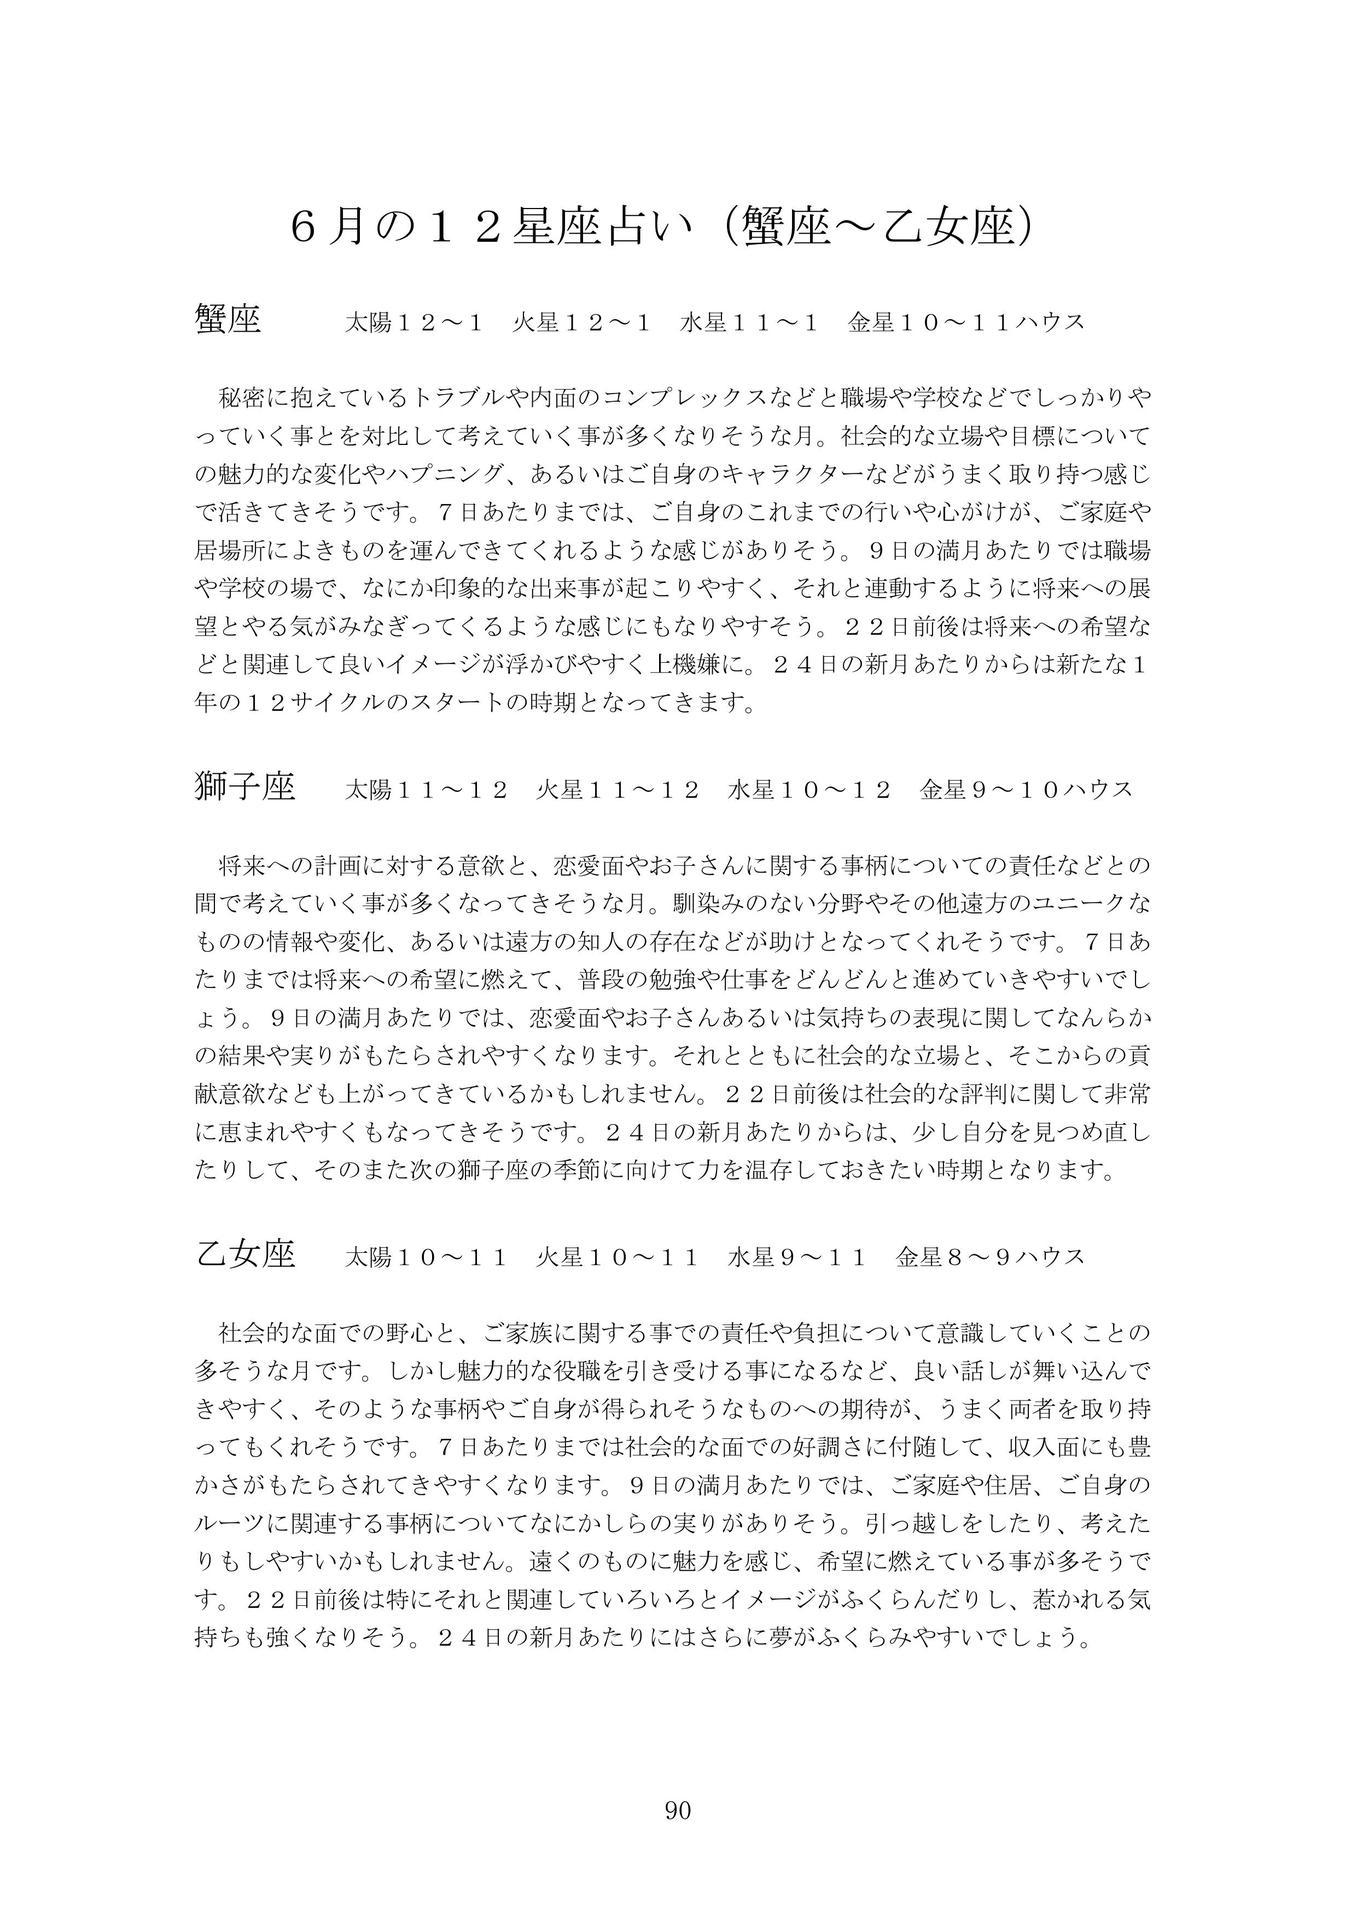 ６月の１２星座占い（蟹座～乙女座）
蟹座　　太陽１２～１　火星１２～１　水星１１～１　金星１０～１１ハウス
　秘密に抱えているトラブルや内面のコンプレックスなどと職場や学校などでしっかりや
っていく事とを対比して考えていく事が多くなりそうな月。社会的な立場や目標について
の魅力的な変化やハプニング、あるいはご自身のキャラクターなどがうまく取り持つ感じ
で活きてきそうです。７日あたりまでは、ご自身のこれまでの行いや心がけが、ご家庭や
居場所によきものを運んできてくれるような感じがありそう。９日の満月あたりでは職場
や学校の場で、なにか印象的な出来事が起こりやすく、それと連動するように将来への展
望とやる気がみなぎってくるような感じにもなりやすそう。２２日前後は将来への希望な
どと関連して良いイメージが浮かびやすく上機嫌に。２４日の新月あたりからは新たな１
年の１２サイクルのスタートの時期となってきます。
獅子座　　太陽１１～１２　火星１１～１２　水星１０～１２　金星９～１０ハウス
　将来への計画に対する意欲と、恋愛面やお子さんに関する事柄についての責任などとの
間で考えていく事が多くなってきそうな月。馴染みのない分野やその他遠方のユニークな
ものの情報や変化、あるいは遠方の知人の存在などが助けとなってくれそうです。７日あ
たりまでは将来への希望に燃えて、普段の勉強や仕事をどんどんと進めていきやすいでし
ょう。９日の満月あたりでは、恋愛面やお子さんあるいは気持ちの表現に関してなんらか
の結果や実りがもたらされやすくなります。それとともに社会的な立場と、そこからの貢
献意欲なども上がってきているかもしれません。２２日前後は社会的な評判に関して非常
に恵まれやすくもなってきそうです。２４日の新月あたりからは、少し自分を見つめ直し
たりして、そのまた次の獅子座の季節に向けて力を温存しておきたい時期となります。
乙女座　　太陽１０～１１　火星１０～１１　水星９～１１　金星８～９ハウス
　社会的な面での野心と、ご家族に関する事での責任や負担について意識していくことの
多そうな月です。しかし魅力的な役職を引き受ける事になるなど、良い話しが舞い込んで
きやすく、そのような事柄やご自身が得られそうなものへの期待が、うまく両者を取り持
ってもくれそうです。７日あたりまでは社会的な面での好調さに付随して、収入面にも豊
かさがもたらされてきやすくなります。９日の満月あたりでは、ご家庭や住居、ご自身の
ルーツに関連する事柄についてなにかしらの実りがありそう。引っ越しをしたり、考えた
りもしやすいかもしれません。遠くのものに魅力を感じ、希望に燃えている事が多そうで
す。２２日前後は特にそれと関連していろいろとイメージがふくらんだりし、惹かれる気
持ちも強くなりそう。２４日の新月あたりにはさらに夢がふくらみやすいでしょう。
90